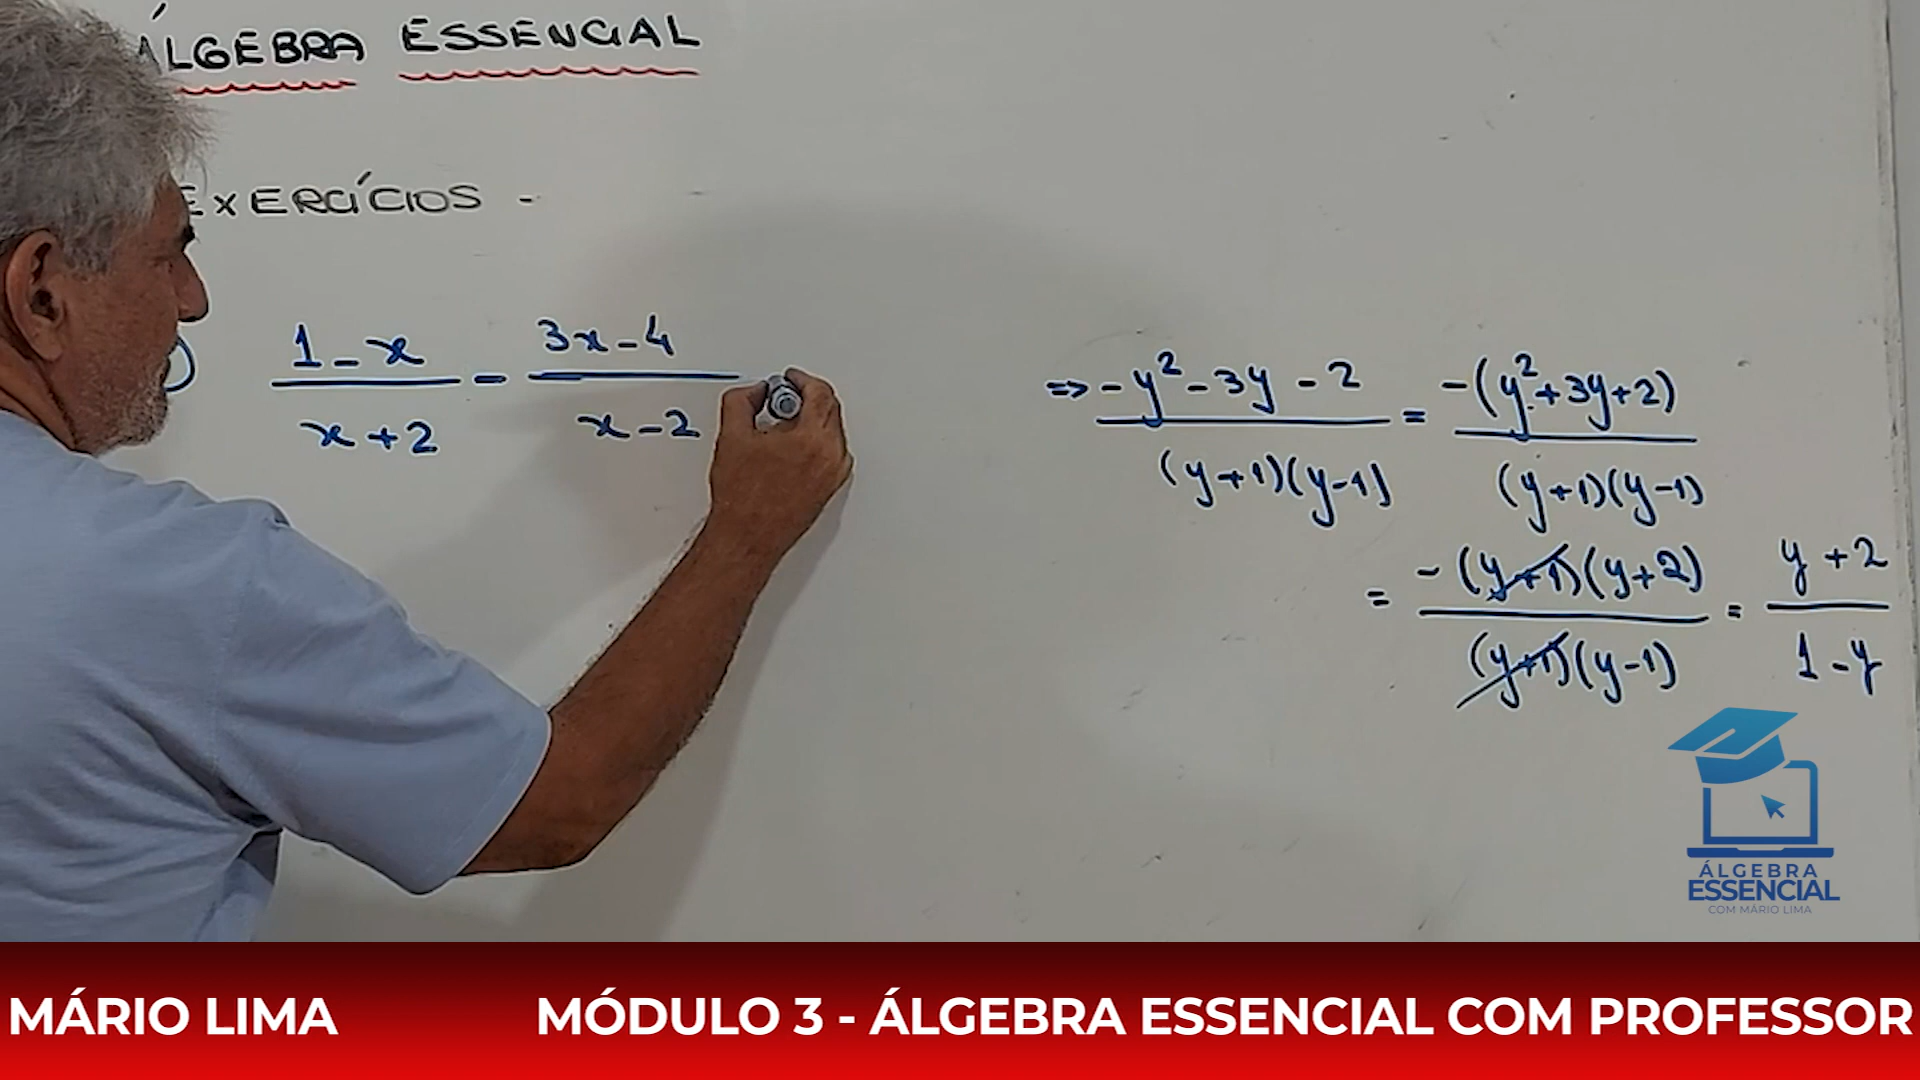 ÁLGEBRA ESSENCIAL
EXERCÍCIOS -
) 1-x / x+2 - 3x-4 / x-2
=> -y²-3y-2 / (y+1)(y-1) = -(y²+3y+2) / (y+1)(y-1)
= -(y+1)(y+2) / (y+1)(y-1) = y+2 / 1-y
ÁLGEBRA
ESSENCIAL
COM MÁRIO LIMA
MÁRIO LIMA MÓDULO 3 - ÁLGEBRA ESSENCIAL COM PROFESSOR